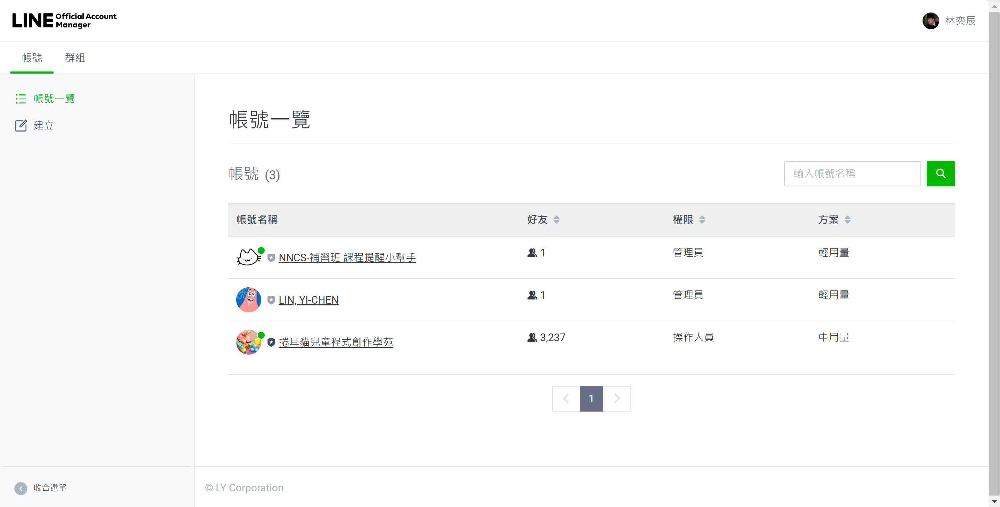 LINE Official Account Manager
林奕辰
帳號
群組
帳號一覽
建立
帳號一覽
帳號 (3)
輸入帳號名稱
帳號名稱 好友 權限 方案
NNCS-補習班 課程提醒小幫手 1 管理員 輕用量
LIN, YI-CHEN 1 管理員 輕用量
捲耳貓兒童程式創作學苑 3,237 操作人員 中用量
1
收合選單
© LY Corporation